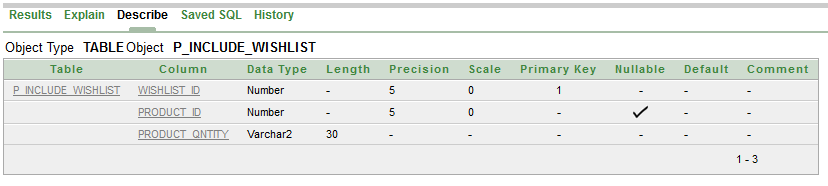 Results Explain Describe Saved SQL History
Object Type TABLE Object P_INCLUDE_WISHLIST
Table Column Data Type Length Precision Scale Primary Key Nullable Default Comment
P_INCLUDE_WISHLIST WISHLIST_ID Number - 5 0 1 - - -
PRODUCT_ID Number - 5 0 - ✓ - -
PRODUCT_QNTITY Varchar2 30 - - - - - -
1 - 3